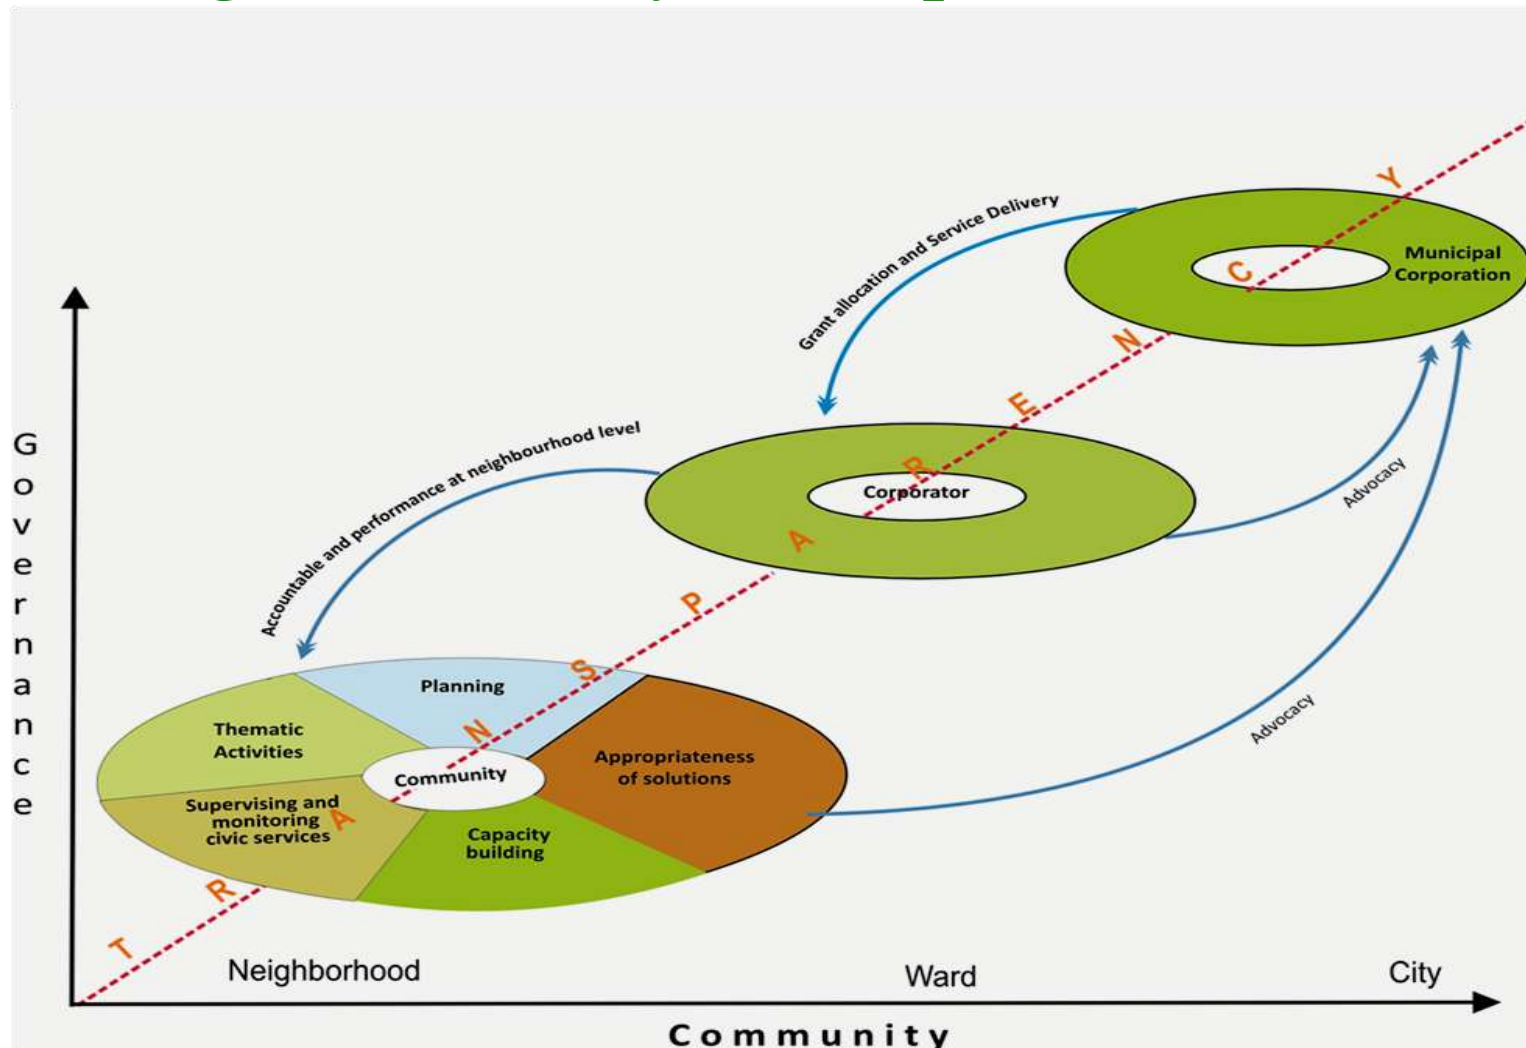 Y
Grant allocation and Service Delivery
Municipal
Corporation
C
N
E
Accountable and performance at neighbourhood level
R
Corporator
Advocacy
A
P
S
Planning
N
Thematic
Activities
Appropriateness
of solutions
Community
Supervising and
monitoring
civic services
A
Capacity
building
Advocacy
R
T
Governance
Neighborhood
Ward
City
Community